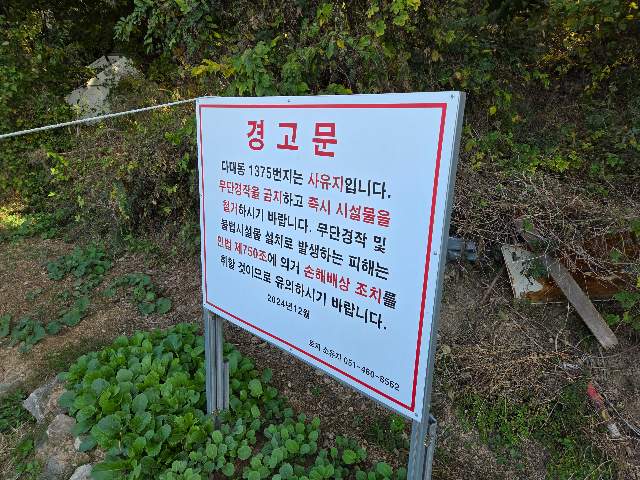 경고문
다대동 1375번지는 사유지입니다.
무단경작을 금지하고 즉시 시설물을
철거하시기 바랍니다. 무단경작 및
불법시설물 설치로 발생하는 피해는
민법 제750조에 의거 손해배상 조치를
취할 것이므로 유의하시기 바랍니다.
2024년12월
토지 소유자 051-460-8562